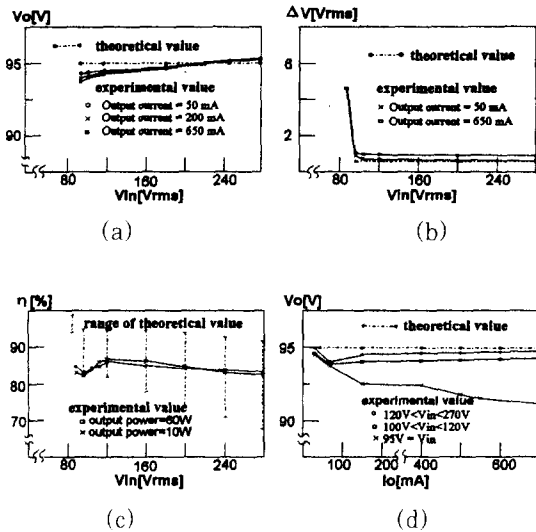 Vo[V]
theoretical value
95
experimental value
Output current = 50 mA
Output current = 200 mA
Output current = 650 mA
90
80 160 240
Vin[Vrms]
(a)
ΔV[Vrms]
theoretical value
6
experimental value
Output current = 50 mA
Output current = 650 mA
2
80 160 240
Vin[Vrms]
(b)
η[%]
range of theoretical value
90
80
experimental value
output power=60W
output power=10W
70
80 160 240
Vin[Vrms]
(c)
Vo[V]
theoretical value
95
experimental value
120V<Vin<270V
100V<Vin<120V
95V = Vin
90
100 200 400 600
Io[mA]
(d)